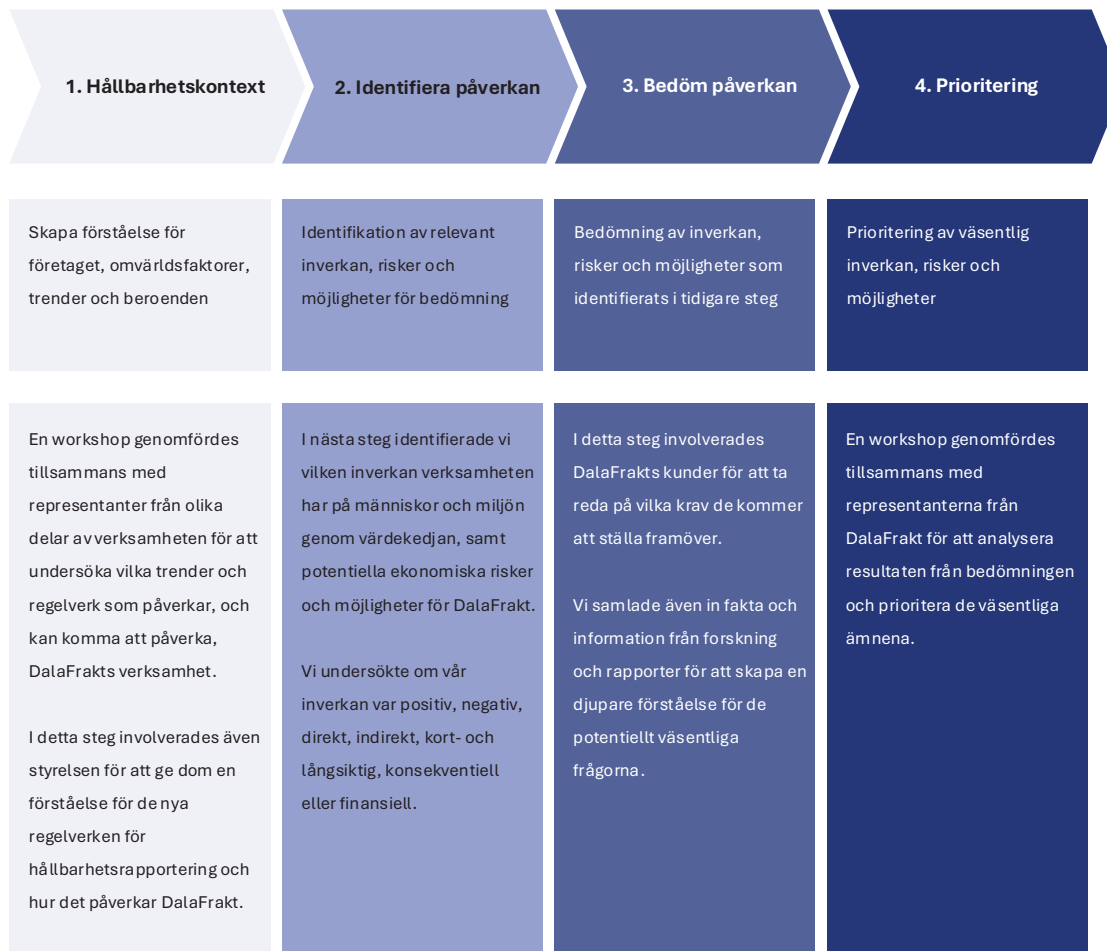 1. Hållbarhetskontext
2. Identifiera påverkan
3. Bedöm påverkan
4. Prioritering
Skapa förståelse för
företaget, omvärldsfaktorer,
trender och beroenden
Identifikation av relevant
inverkan, risker och
möjligheter för bedömning
Bedömning av inverkan,
risker och möjligheter som
identifierats i tidigare steg
Prioritering av väsentlig
inverkan, risker och
möjligheter
En workshop genomfördes
tillsammans med
representanter från olika
delar av verksamheten för att
undersöka vilka trender och
regelverk som påverkar, och
kan komma att påverka,
DalaFrakts verksamhet.
I detta steg involverades även
styrelsen för att ge dom en
förståelse för de nya
regelverken för
hållbarhetsrapportering och
hur det påverkar DalaFrakt.
I nästa steg identifierade vi
vilken inverkan verksamheten
har på människor och miljön
genom värdekedjan, samt
potentiella ekonomiska risker
och möjligheter för DalaFrakt.
Vi undersökte om vår
inverkan var positiv, negativ,
direkt, indirekt, kort- och
långsiktig, konsekventiell
eller finansiell.
I detta steg involverades
DalaFrakts kunder för att ta
reda på vilka krav de kommer
att ställa framöver.
Vi samlade även in fakta och
information från forskning
och rapporter för att skapa en
djupare förståelse för de
potentiellt väsentliga
frågorna.
En workshop genomfördes
tillsammans med
representanterna från
DalaFrakt för att analysera
resultaten från bedömningen
och prioritera de väsentliga
ämnena.